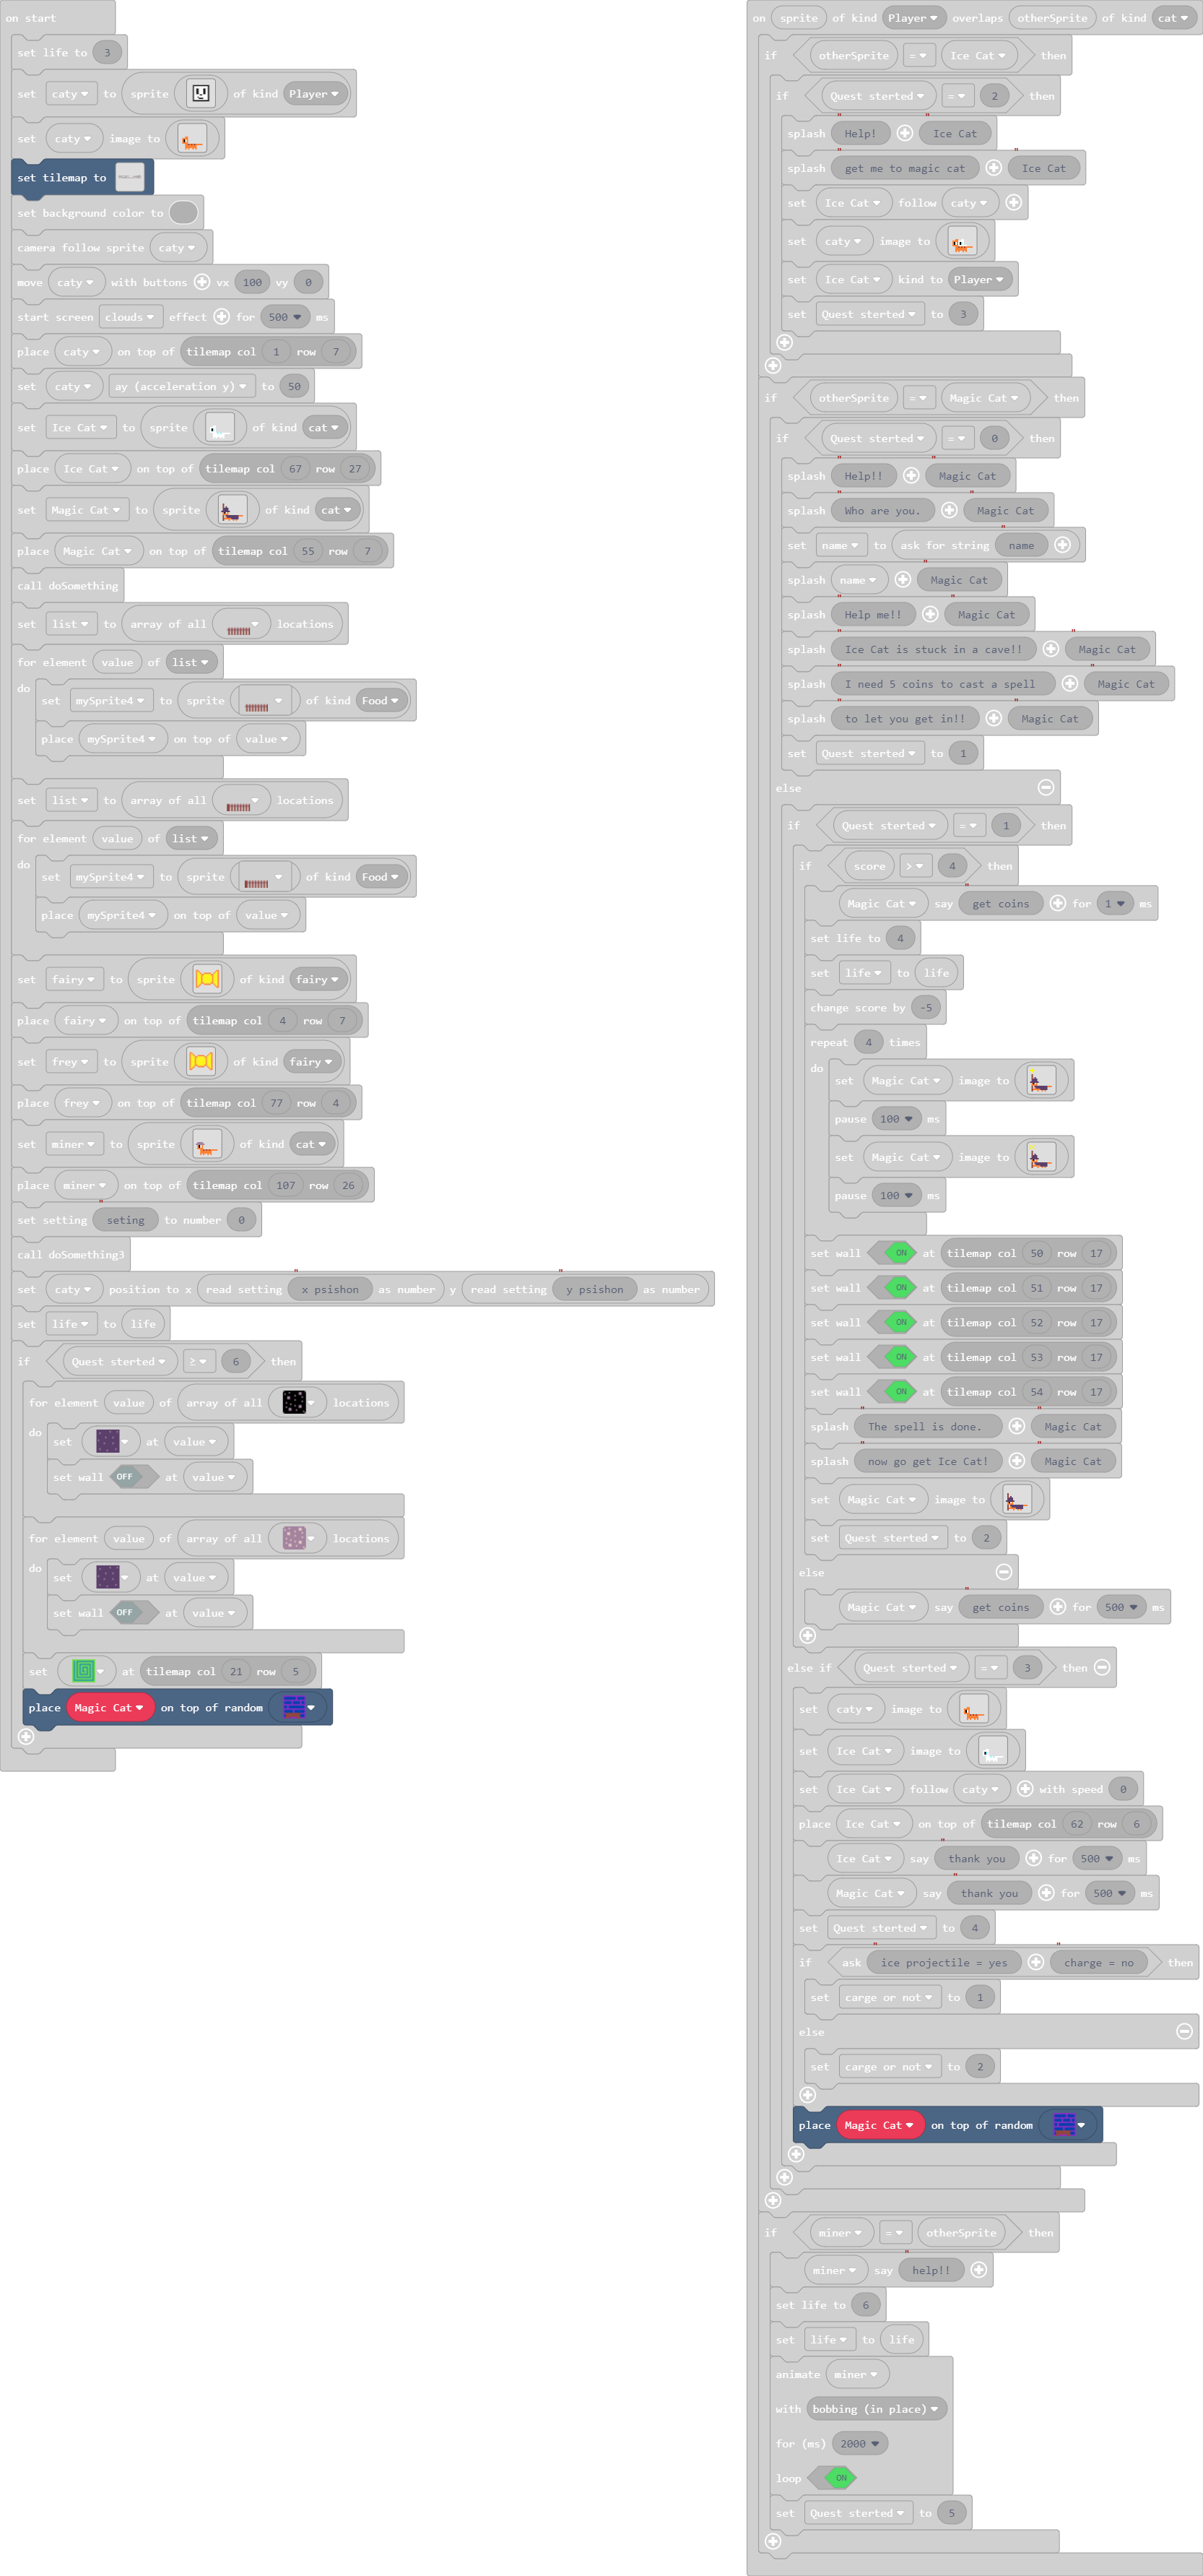 on start
set life to 3
set caty to sprite of kind Player
set caty image to
set tilemap to
set background color to
camera follow sprite caty
move caty with buttons vx 100 vy 0
start screen clouds effect for 500 ms
place caty on top of tilemap col 1 row 7
set caty ay (acceleration y) to 50
set Ice Cat to sprite of kind cat
place Ice Cat on top of tilemap col 67 row 27
set Magic Cat to sprite of kind cat
place Magic Cat on top of tilemap col 55 row 7
call doSomething
set list to array of all locations
for element value of list
do set mySprite4 to sprite of kind Food
place mySprite4 on top of value
set list to array of all locations
for element value of list
do set mySprite4 to sprite of kind Food
place mySprite4 on top of value
set fairy to sprite of kind fairy
place fairy on top of tilemap col 4 row 7
set frey to sprite of kind fairy
place frey on top of tilemap col 77 row 4
set miner to sprite of kind cat
place miner on top of tilemap col 107 row 26
set setting "seting" to number 0
call doSomething3
set caty position to x read setting "x psishon" as number y read setting "y psishon" as number
set life to life
if Quest sterted ≥ 6 then
for element value of array of all locations
do set at value
set wall OFF at value
for element value of array of all locations
do set at value
set wall OFF at value
set at tilemap col 21 row 5
place Magic Cat on top of random
on sprite of kind Player overlaps otherSprite of kind cat
if otherSprite = Ice Cat then
if Quest sterted = 2 then
splash "Help!" "Ice Cat"
splash "get me to magic cat" "Ice Cat"
set Ice Cat follow caty
set caty image to
set Ice Cat kind to Player
set Quest sterted to 3
if otherSprite = Magic Cat then
if Quest sterted = 0 then
splash "Help!!" "Magic Cat"
splash "Who are you." "Magic Cat"
set name to ask for string "name"
splash name "Magic Cat"
splash "Help me!!" "Magic Cat"
splash "Ice Cat is stuck in a cave!!" "Magic Cat"
splash "I need 5 coins to cast a spell" "Magic Cat"
splash "to let you get in!!" "Magic Cat"
set Quest sterted to 1
else
if Quest sterted = 1 then
if score > 4 then
Magic Cat say "get coins" for 1 ms
set life to 4
set life to life
change score by -5
repeat 4 times
do set Magic Cat image to
pause 100 ms
set Magic Cat image to
pause 100 ms
set wall ON at tilemap col 50 row 17
set wall ON at tilemap col 51 row 17
set wall ON at tilemap col 52 row 17
set wall ON at tilemap col 53 row 17
set wall ON at tilemap col 54 row 17
splash "The spell is done." "Magic Cat"
splash "now go get Ice Cat!" "Magic Cat"
set Magic Cat image to
set Quest sterted to 2
else
Magic Cat say "get coins" for 500 ms
else if Quest sterted = 3 then
set caty image to
set Ice Cat image to
set Ice Cat follow caty with speed 0
place Ice Cat on top of tilemap col 62 row 6
Ice Cat say "thank you" for 500 ms
Magic Cat say "thank you" for 500 ms
set Quest sterted to 4
if ask "ice projectile = yes" "charge = no" then
set carge or not to 1
else
set carge or not to 2
place Magic Cat on top of random
if miner = otherSprite then
miner say "help!!"
set life to 6
set life to life
animate miner
with bobbing (in place)
for (ms) 2000
loop ON
set Quest sterted to 5